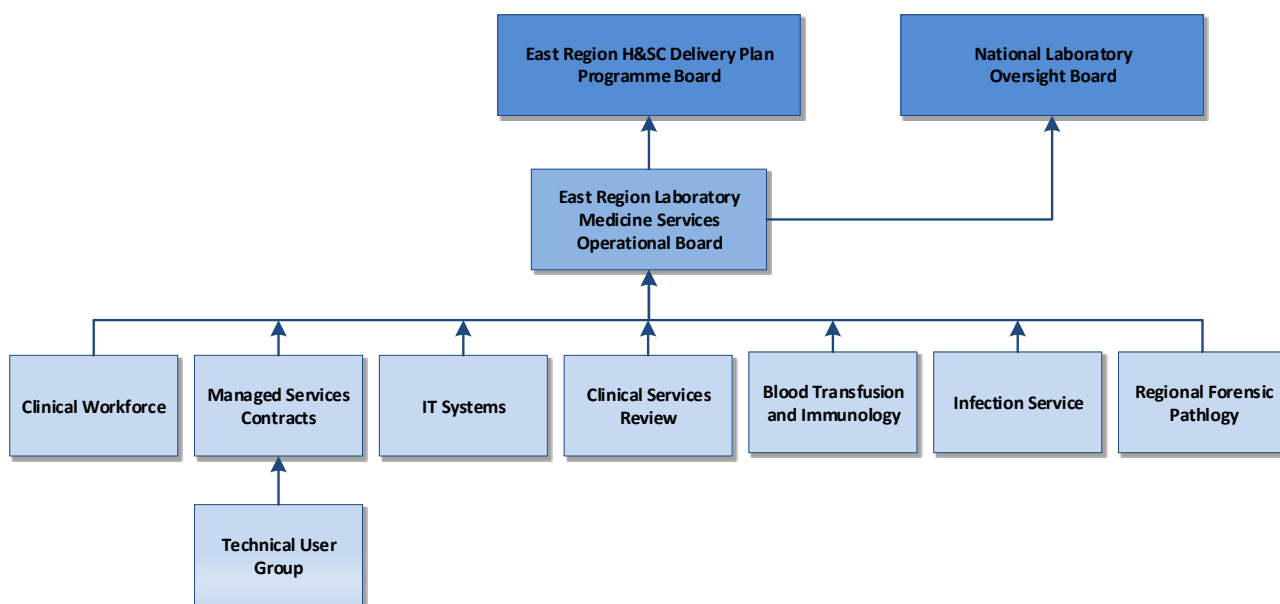 East Region H&SC Delivery Plan
Programme Board
National Laboratory
Oversight Board
East Region Laboratory
Medicine Services
Operational Board
Clinical Workforce
Managed Services
Contracts
IT Systems
Clinical Services
Review
Blood Transfusion
and Immunology
Infection Service
Regional Forensic
Pathlogy
Technical User
Group